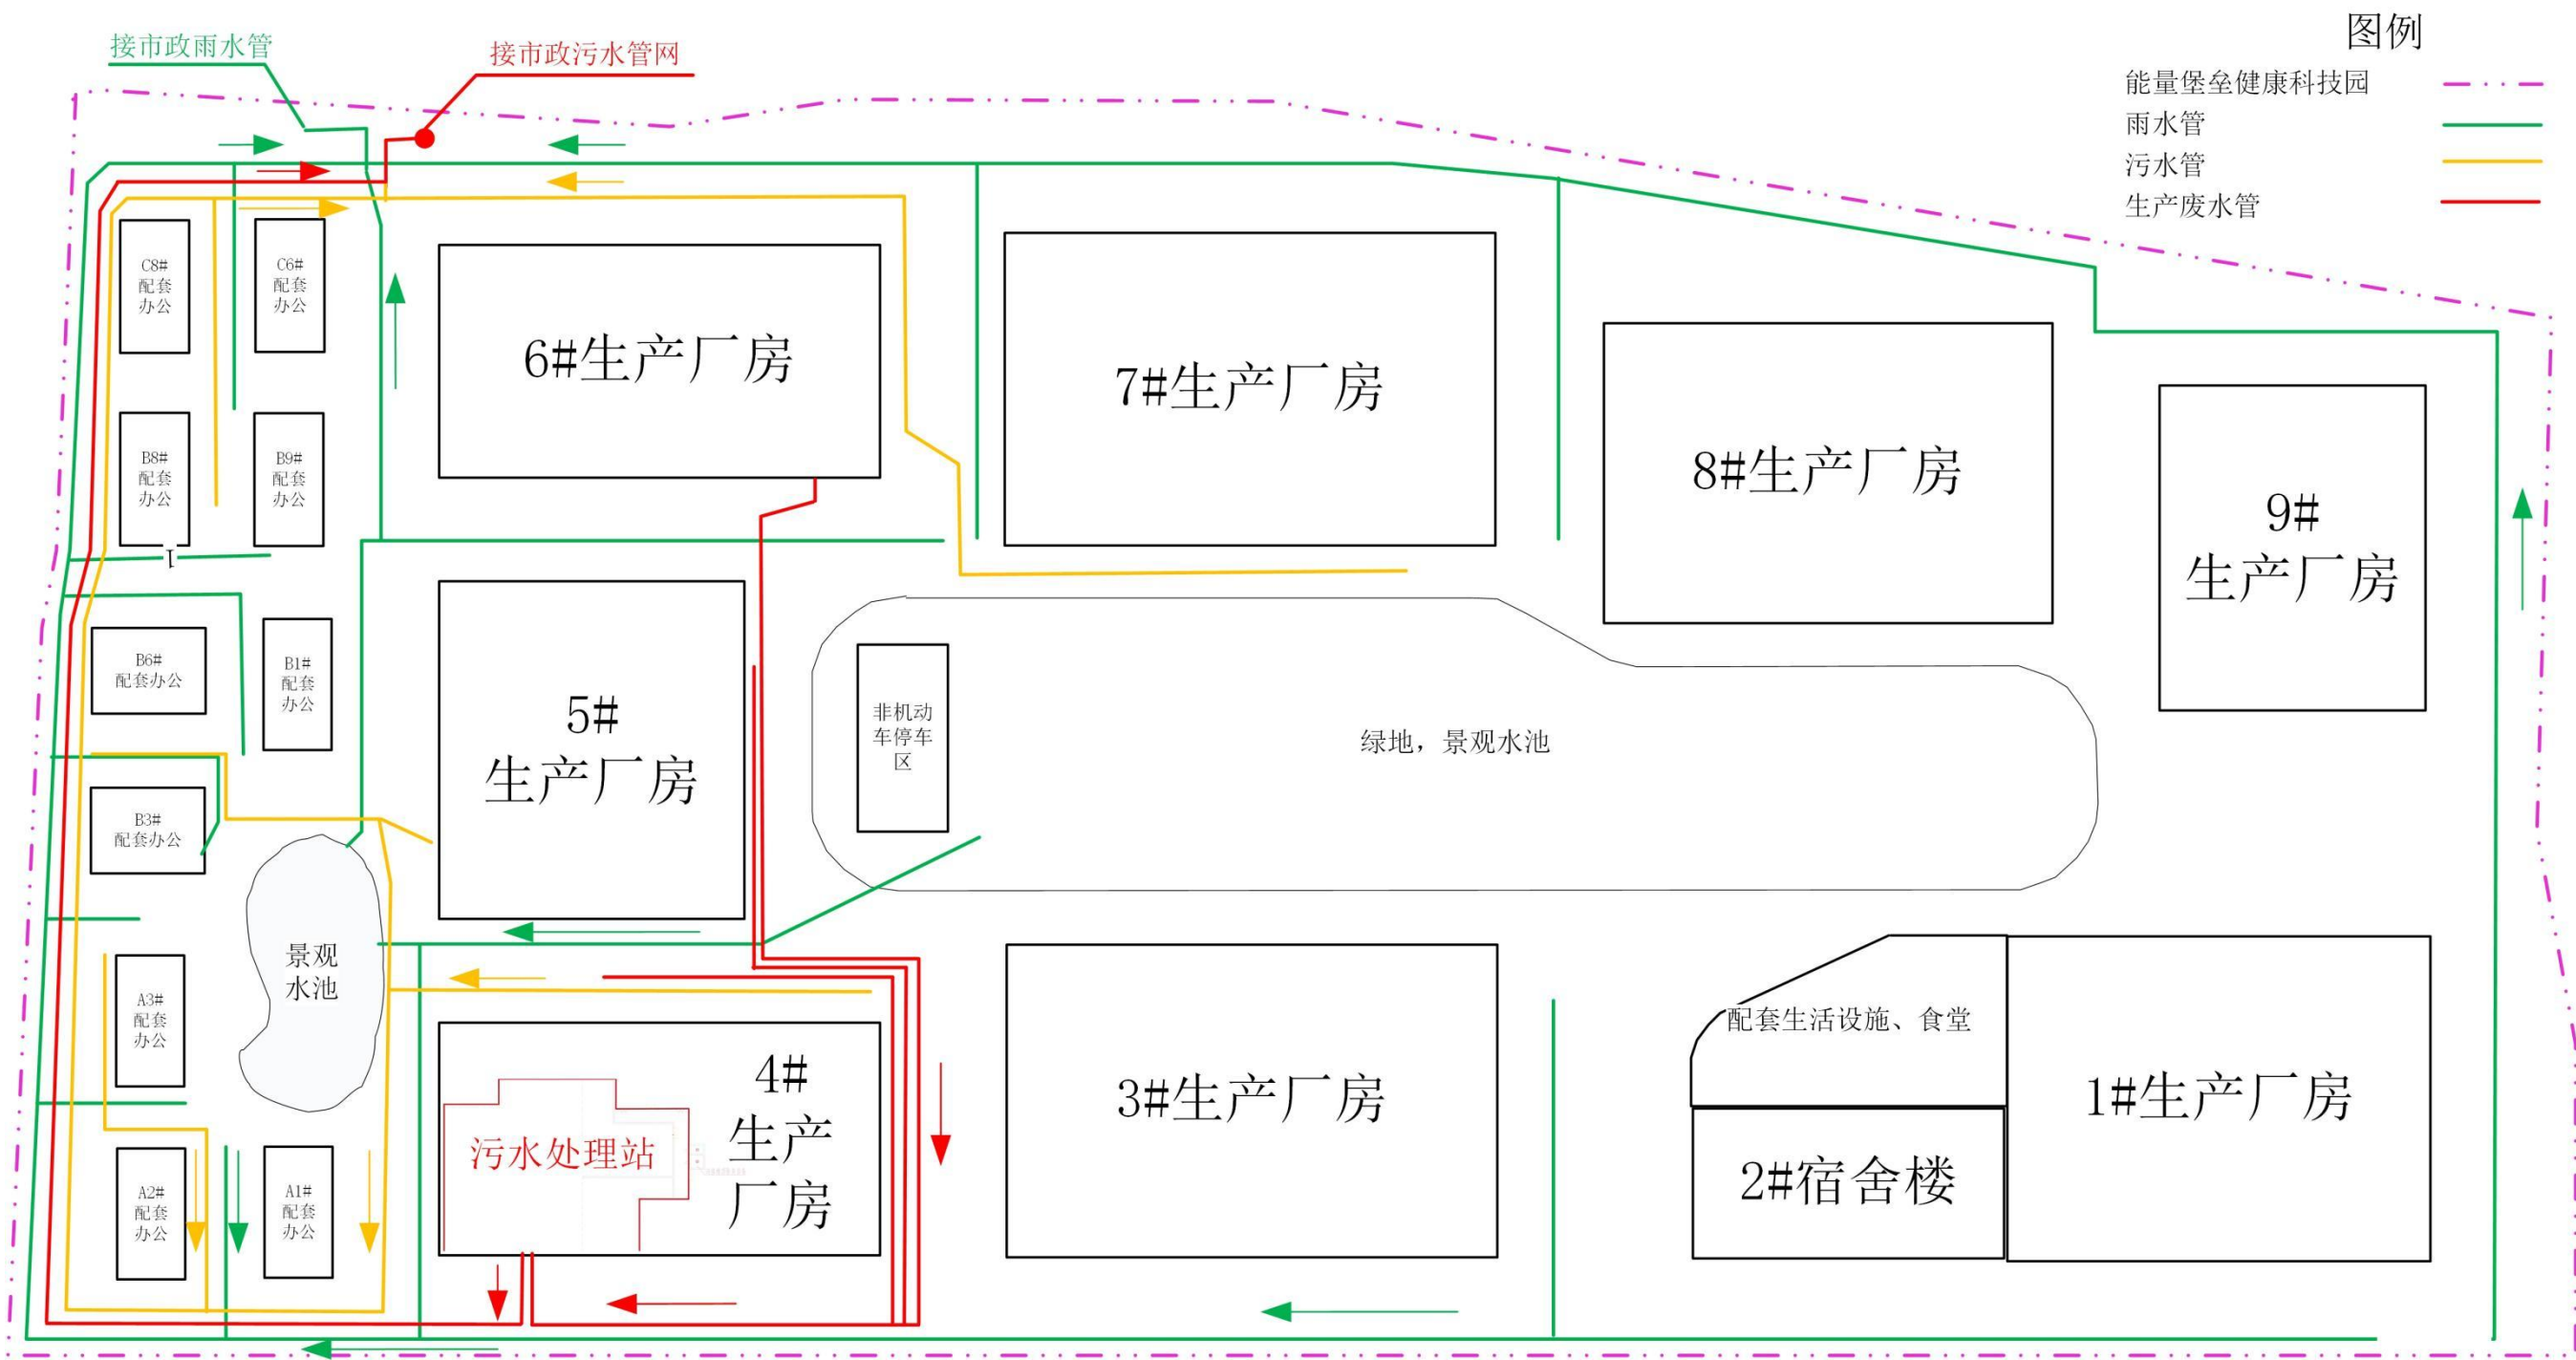 图例
接市政雨水管
接市政污水管网
能量堡垒健康科技园
雨水管
污水管
生产废水管
C8#
配套
办公
C6#
配套
办公
6#生产厂房
7#生产厂房
8#生产厂房
9#
生产厂房
B8#
配套
办公
B9#
配套
办公
1
B6#
配套办公
B1#
配套
办公
5#
生产厂房
非机动
车停车
区
绿地，景观水池
B3#
配套办公
景观
水池
A3#
配套
办公
4#
生产
厂房
污水处理站
3#生产厂房
配套生活设施、食堂
1#生产厂房
2#宿舍楼
A2#
配套
办公
A1#
配套
办公